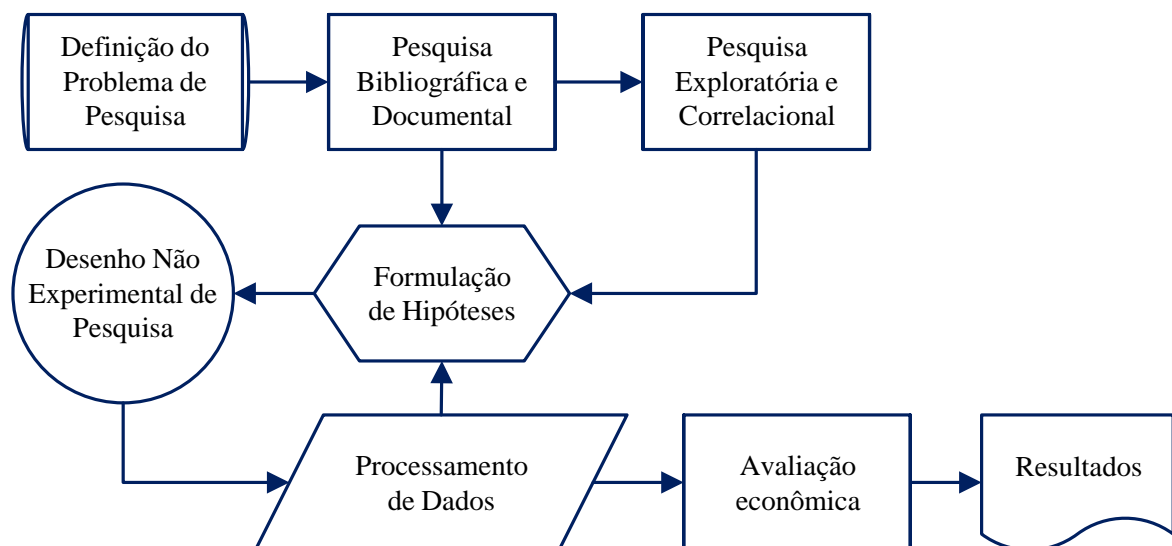 Definição do
Problema de
Pesquisa
Pesquisa
Bibliográfica e
Documental
Pesquisa
Exploratória e
Correlacional
Desenho Não
Experimental de
Pesquisa
Formulação
de Hipóteses
Processamento
de Dados
Avaliação
econômica
Resultados